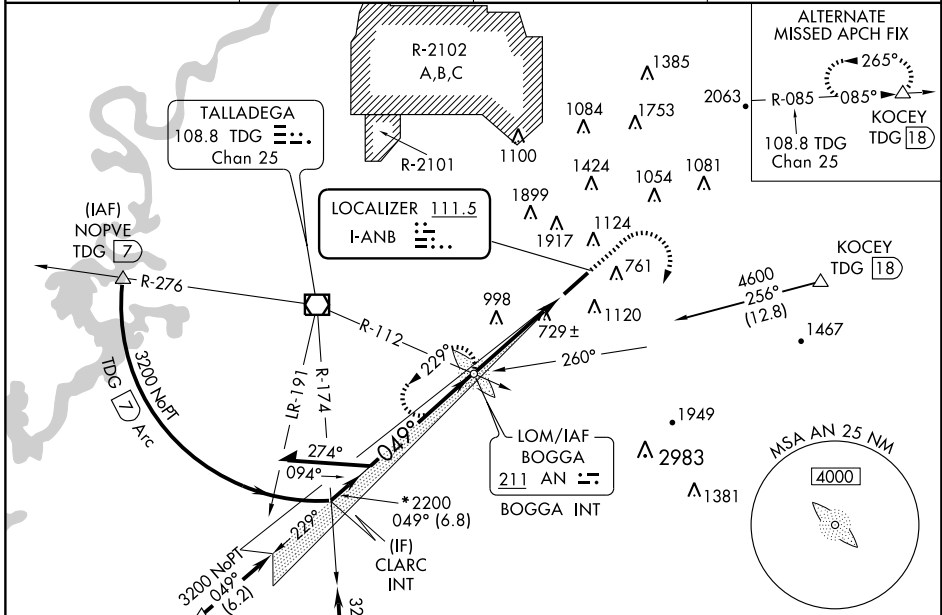 R-2102
A,B,C
R-2101
1385
1084
1753
1100
ALTERNATE
MISSED APCH FIX
265°
2063
R-085
085°
KOCEY
TDG 18
108.8 TDG
Chan 25
TALLADEGA
108.8 TDG
Chan 25
1424
1054
1081
1899
1917
1124
LOCALIZER 111.5
I-ANB
(IAF)
NOPVE
TDG 7
R-276
761
KOCEY
TDG 18
4600
256°
(12.8)
998
1120
729 ±
R-112
1467
260°
229°
3200 NoPT
TDG 7 Arc
LR-191
R-174
049°
274°
094°
LOM/IAF
BOGGA
211 AN
BOGGA INT
1949
2983
1381
MSA AN 25 NM
4000
*2200
049° (6.8)
229°
(IF)
CLARC
INT
3200 NoPT
049°
(6.2)
32